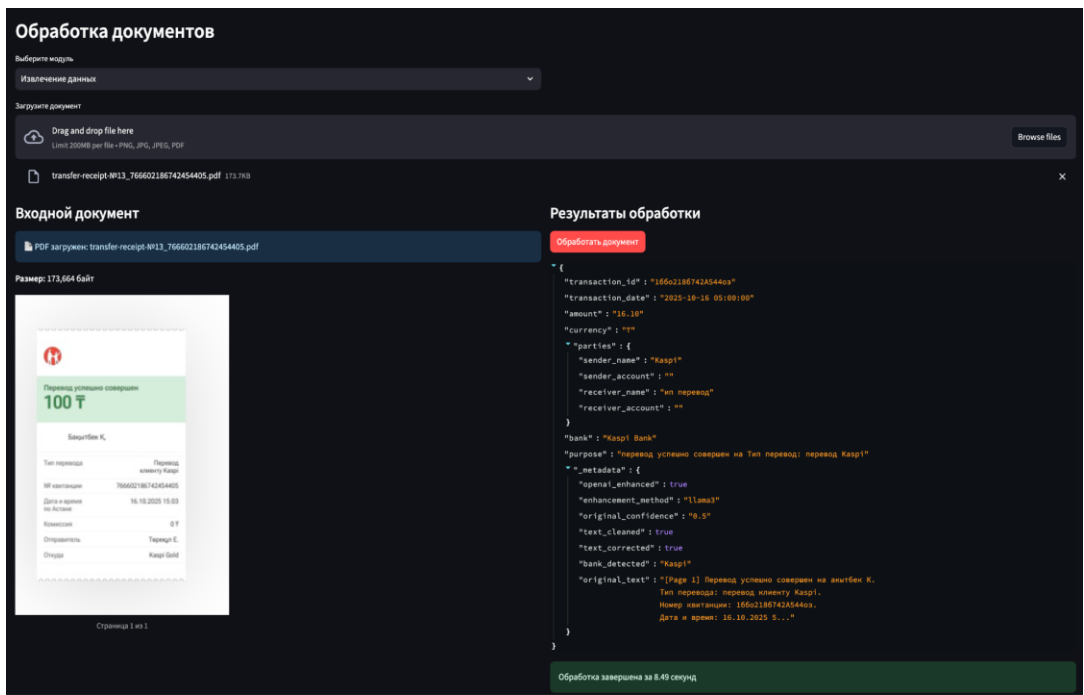 Обработка документов
Выберите модуль
Извлечение данных
Загрузите документ
Drag and drop file here
Limit 200MB per file • PNG, JPG, JPEG, PDF
Browse files
transfer-receipt-№13_766602186742454405.pdf 173.7KB
Входной документ
PDF загружен: transfer-receipt-№13_766602186742454405.pdf
Размер: 173,664 байт
Перевод успешно совершен
100 ₸
Бақытбек К.
Тип перевода Перевод клиенту Kaspi
№ квитанции 766602186742454405
Дата и время по Астане 16.10.2025 15:03
Комиссия 0 ₸
Отправитель Төрекүл Е.
Откуда Kaspi Gold
Страница 1 из 1
Результаты обработки
Обработать документ
{
"transaction_id" : "16602186742A544оз"
"transaction_date" : "2025-10-16 05:00:00"
"amount" : "16.10"
"currency" : "₸"
"parties" : {
"sender_name" : "Kaspi"
"sender_account" : ""
"receiver_name" : "ип перевод"
"receiver_account" : ""
}
"bank" : "Kaspi Bank"
"purpose" : "перевод успешно совершен на Тип перевод: перевод Kaspi"
"_metadata" : {
"openai_enhanced" : true
"enhancement_method" : "llama3"
"original_confidence" : "0.5"
"text_cleaned" : true
"text_corrected" : true
"bank_detected" : "Kaspi"
"original_text" : "[Page 1] Перевод успешно совершен на акытбек К.
Тип перевода: перевод клиенту Kaspi.
Номер квитанции: 16602186742A544оз.
Дата и время: 16.10.2025 5..."
}
}
Обработка завершена за 8.49 секунд